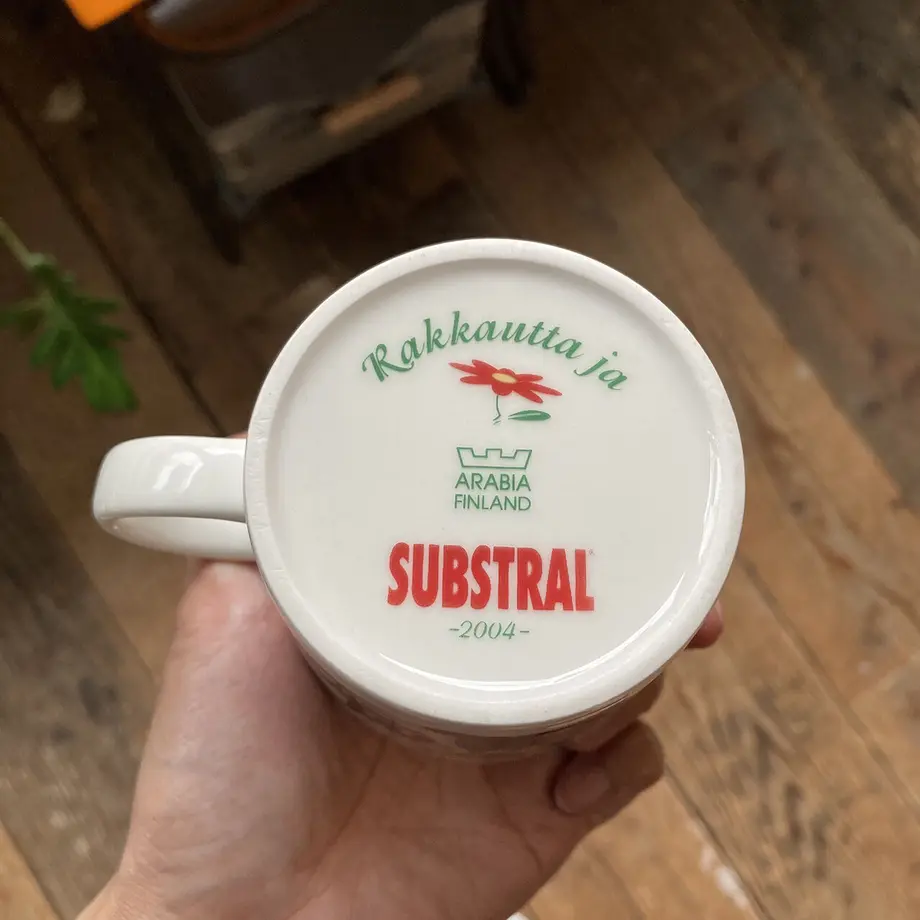 Rakkautta ja
ARABIA
FINLAND
SUBSTRAL®
-2004-